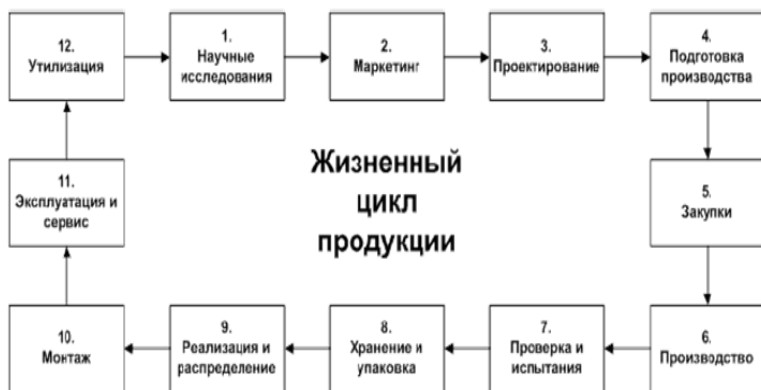 12.
Утилизация
1.
Научные
исследования
2.
Маркетинг
3.
Проектирование
4.
Подготовка
производства
11.
Эксплуатация и
сервис
Жизненный
цикл
продукции
5.
Закупки
10.
Монтаж
9.
Реализация и
распределение
8.
Хранение и
упаковка
7.
Проверка и
испытания
6.
Производство